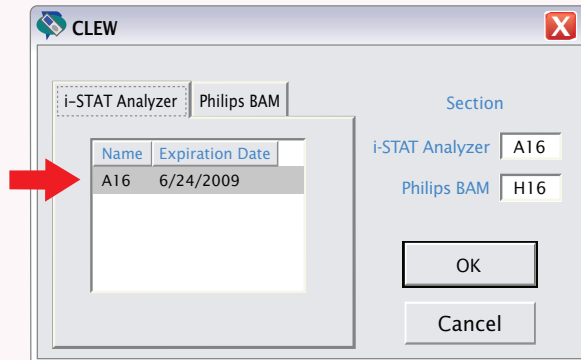 CLEW
i-STAT Analyzer Philips BAM
Name Expiration Date
A16 6/24/2009
Section
i-STAT Analyzer A16
Philips BAM H16
OK
Cancel